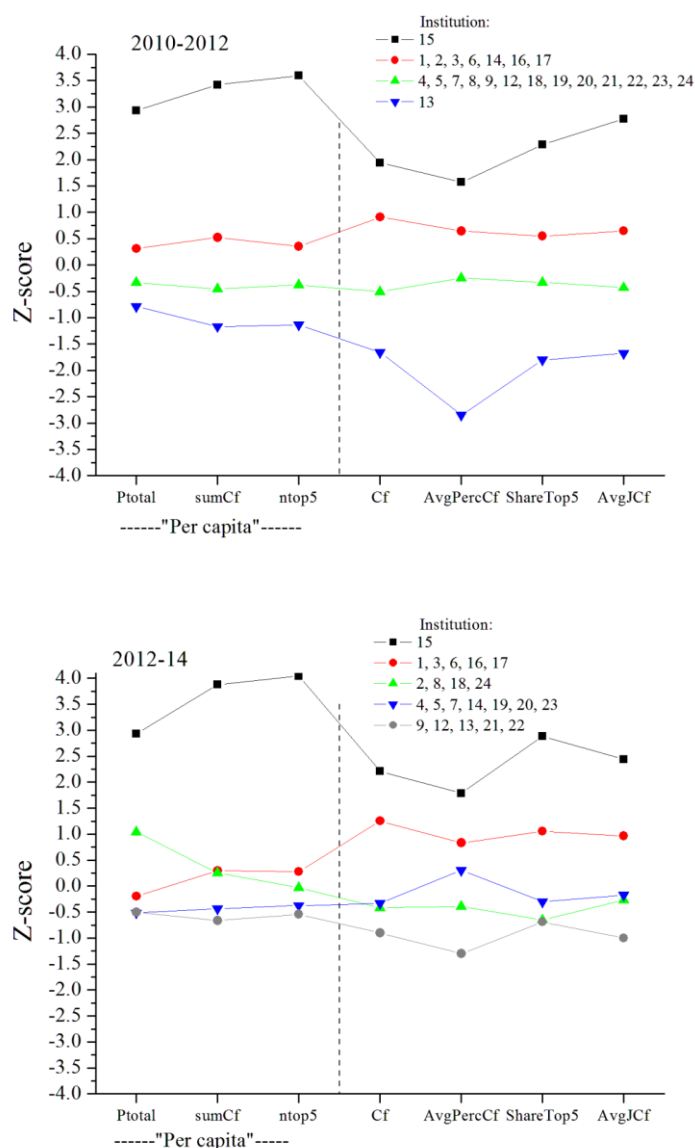 Institution:
2010-2012
15
1, 2, 3, 6, 14, 16, 17
4, 5, 7, 8, 9, 12, 18, 19, 20, 21, 22, 23, 24
13
4.0
3.5
3.0
2.5
2.0
1.5
1.0
0.5
0.0
-0.5
-1.0
-1.5
-2.0
-2.5
-3.0
-3.5
-4.0
Z-score
Ptotal sumCf ntop5 Cf AvgPercCf ShareTop5 AvgJCf
------"Per capita"------
Institution:
2012-14
15
1, 3, 6, 16, 17
2, 8, 18, 24
4, 5, 7, 14, 19, 20, 23
9, 12, 13, 21, 22
4.0
3.5
3.0
2.5
2.0
1.5
1.0
0.5
0.0
-0.5
-1.0
-1.5
-2.0
-2.5
-3.0
-3.5
-4.0
Z-score
Ptotal sumCf ntop5 Cf AvgPercCf ShareTop5 AvgJCf
------"Per capita"-----